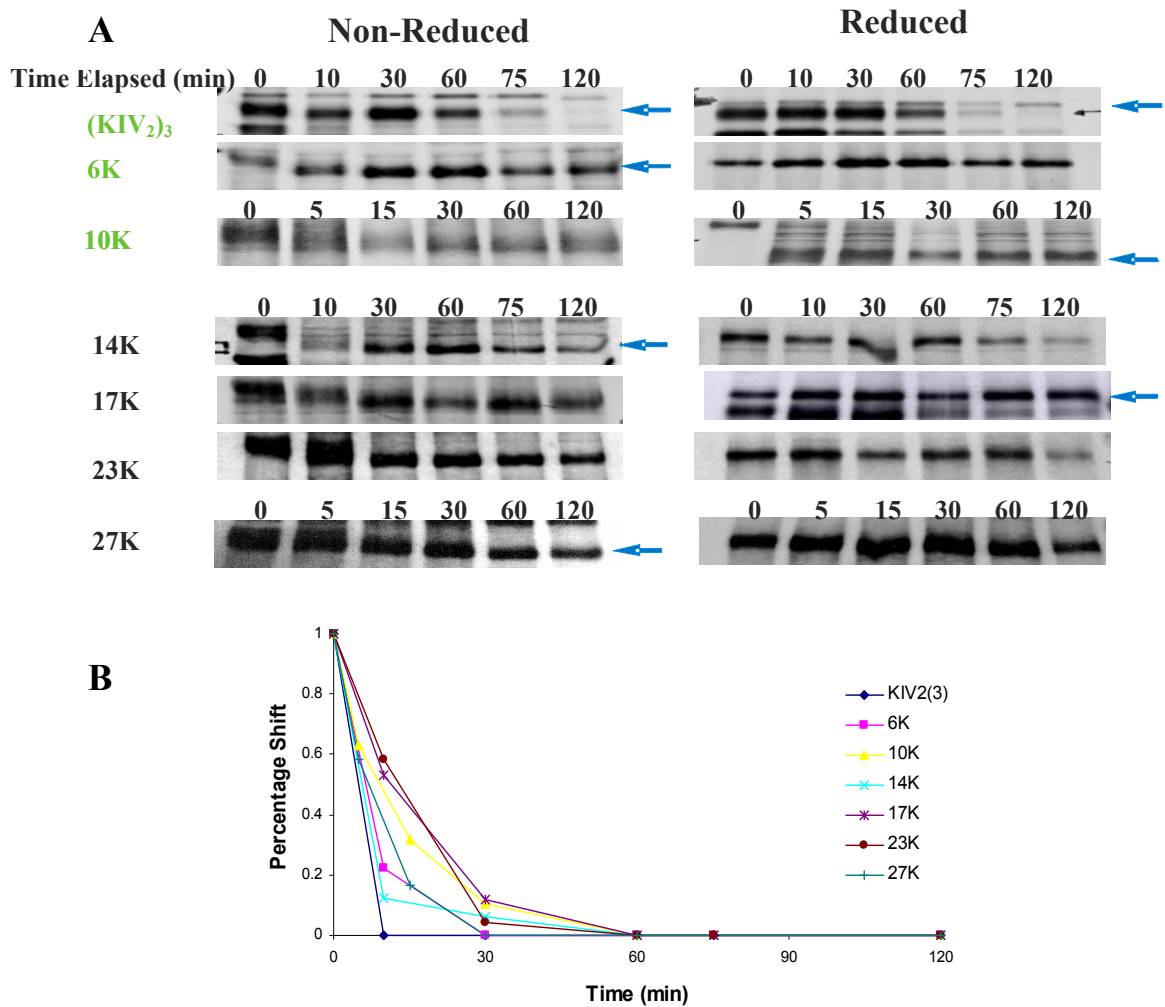 A
Non-Reduced
Reduced
Time Elapsed (min) 0 10 30 60 75 120 0 10 30 60 75 120
(KIV2)3
6K
0 5 15 30 60 120 0 5 15 30 60 120
10K
0 10 30 60 75 120 0 10 30 60 75 120
14K
17K
23K
0 5 15 30 60 120 0 5 15 30 60 120
27K
B
Percentage Shift
1
0.8
0.6
0.4
0.2
0
0 30 60 90 120
Time (min)
KIV2(3)
6K
10K
14K
17K
23K
27K